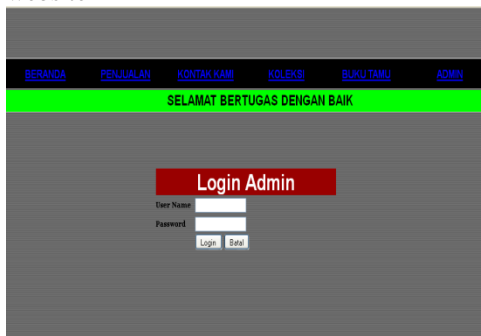 BERANDA PENJUALAN KONTAK KAMI KOLEKSI BUKU TAMU ADMIN
SELAMAT BERTUGAS DENGAN BAIK
Login Admin
User Name
Password
Login Batal